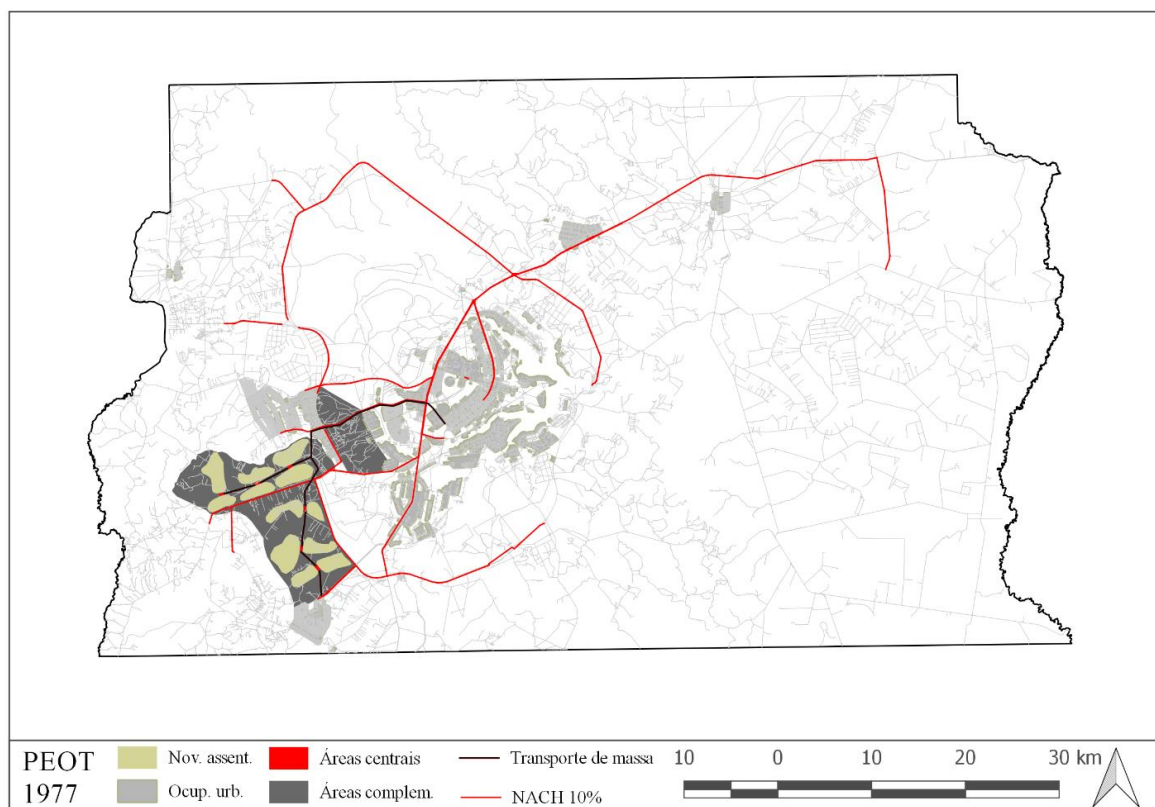 PEOT
1977
Nov. assent.
Ocup. urb.
Áreas centrais
Áreas complem.
Transporte de massa
NACH 10%
10 0 10 20 30 km